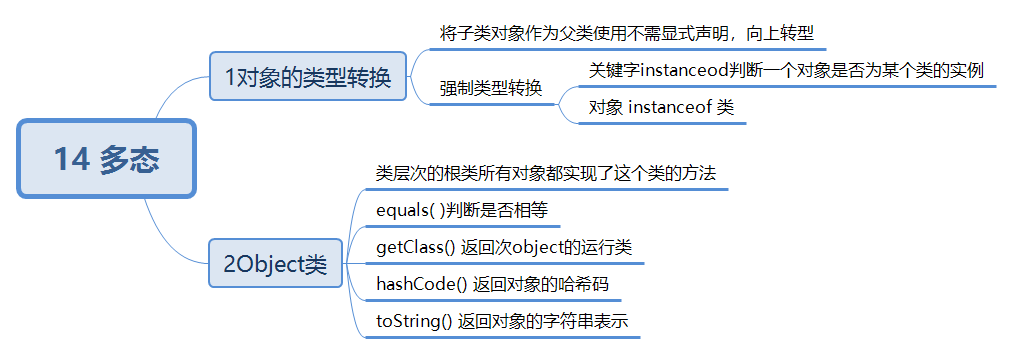 14 多态
1对象的类型转换
将子类对象作为父类使用不需显式声明，向上转型
强制类型转换
关键字instanceod判断一个对象是否为某个类的实例
对象 instanceof 类
2Object类
类层次的根类所有对象都实现了这个类的方法
equals( )判断是否相等
getClass() 返回次object的运行类
hashCode() 返回对象的哈希码
toString() 返回对象的字符串表示